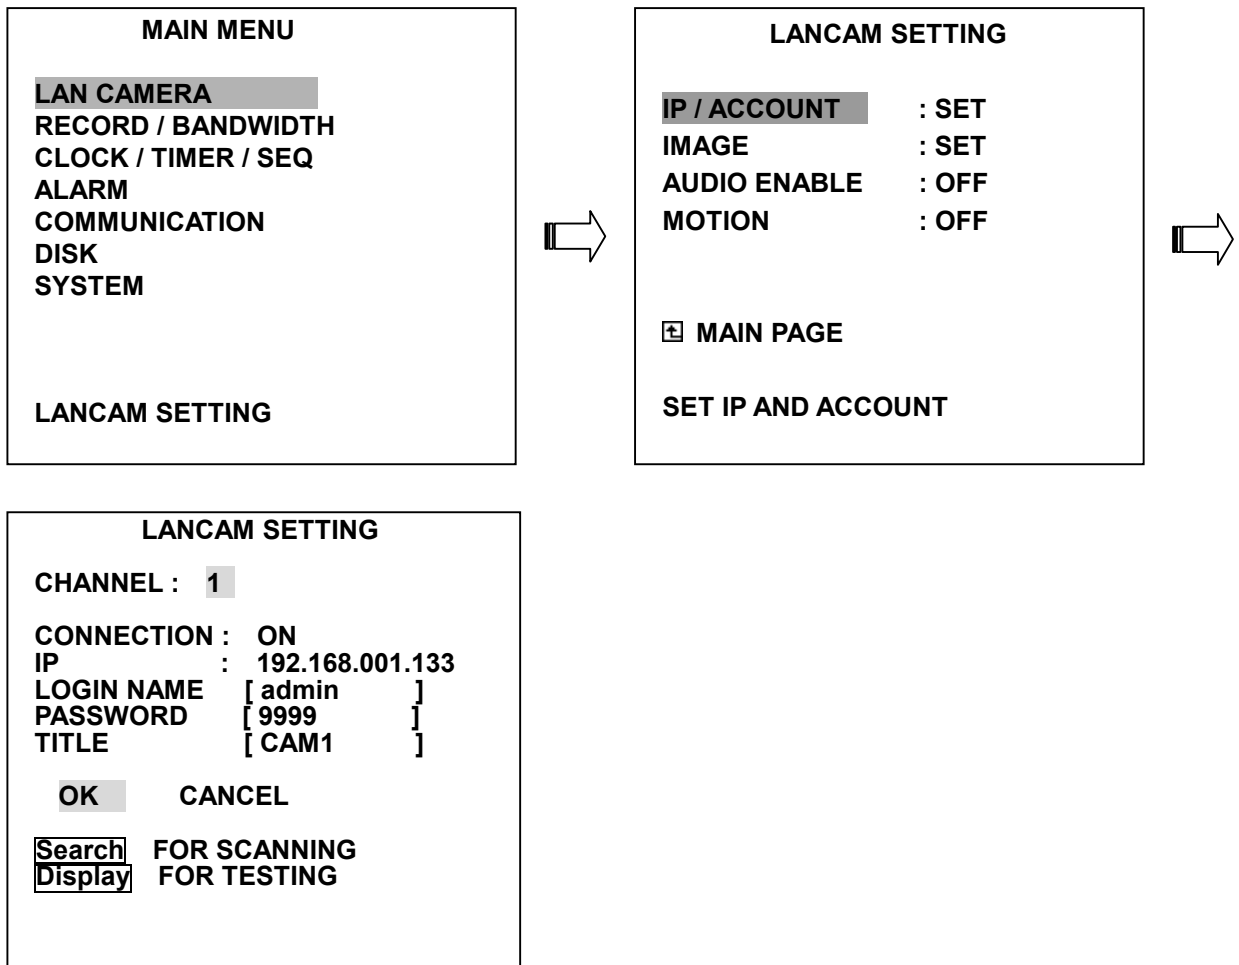 MAIN MENU
LAN CAMERA
RECORD / BANDWIDTH
CLOCK / TIMER / SEQ
ALARM
COMMUNICATION
DISK
SYSTEM
LANCAM SETTING
LANCAM SETTING
IP / ACCOUNT : SET
IMAGE : SET
AUDIO ENABLE : OFF
MOTION : OFF
MAIN PAGE
SET IP AND ACCOUNT
LANCAM SETTING
CHANNEL : 1
CONNECTION : ON
IP : 192.168.001.133
LOGIN NAME [ admin ]
PASSWORD [ 9999 ]
TITLE [ CAM1 ]
OK CANCEL
Search FOR SCANNING
Display FOR TESTING